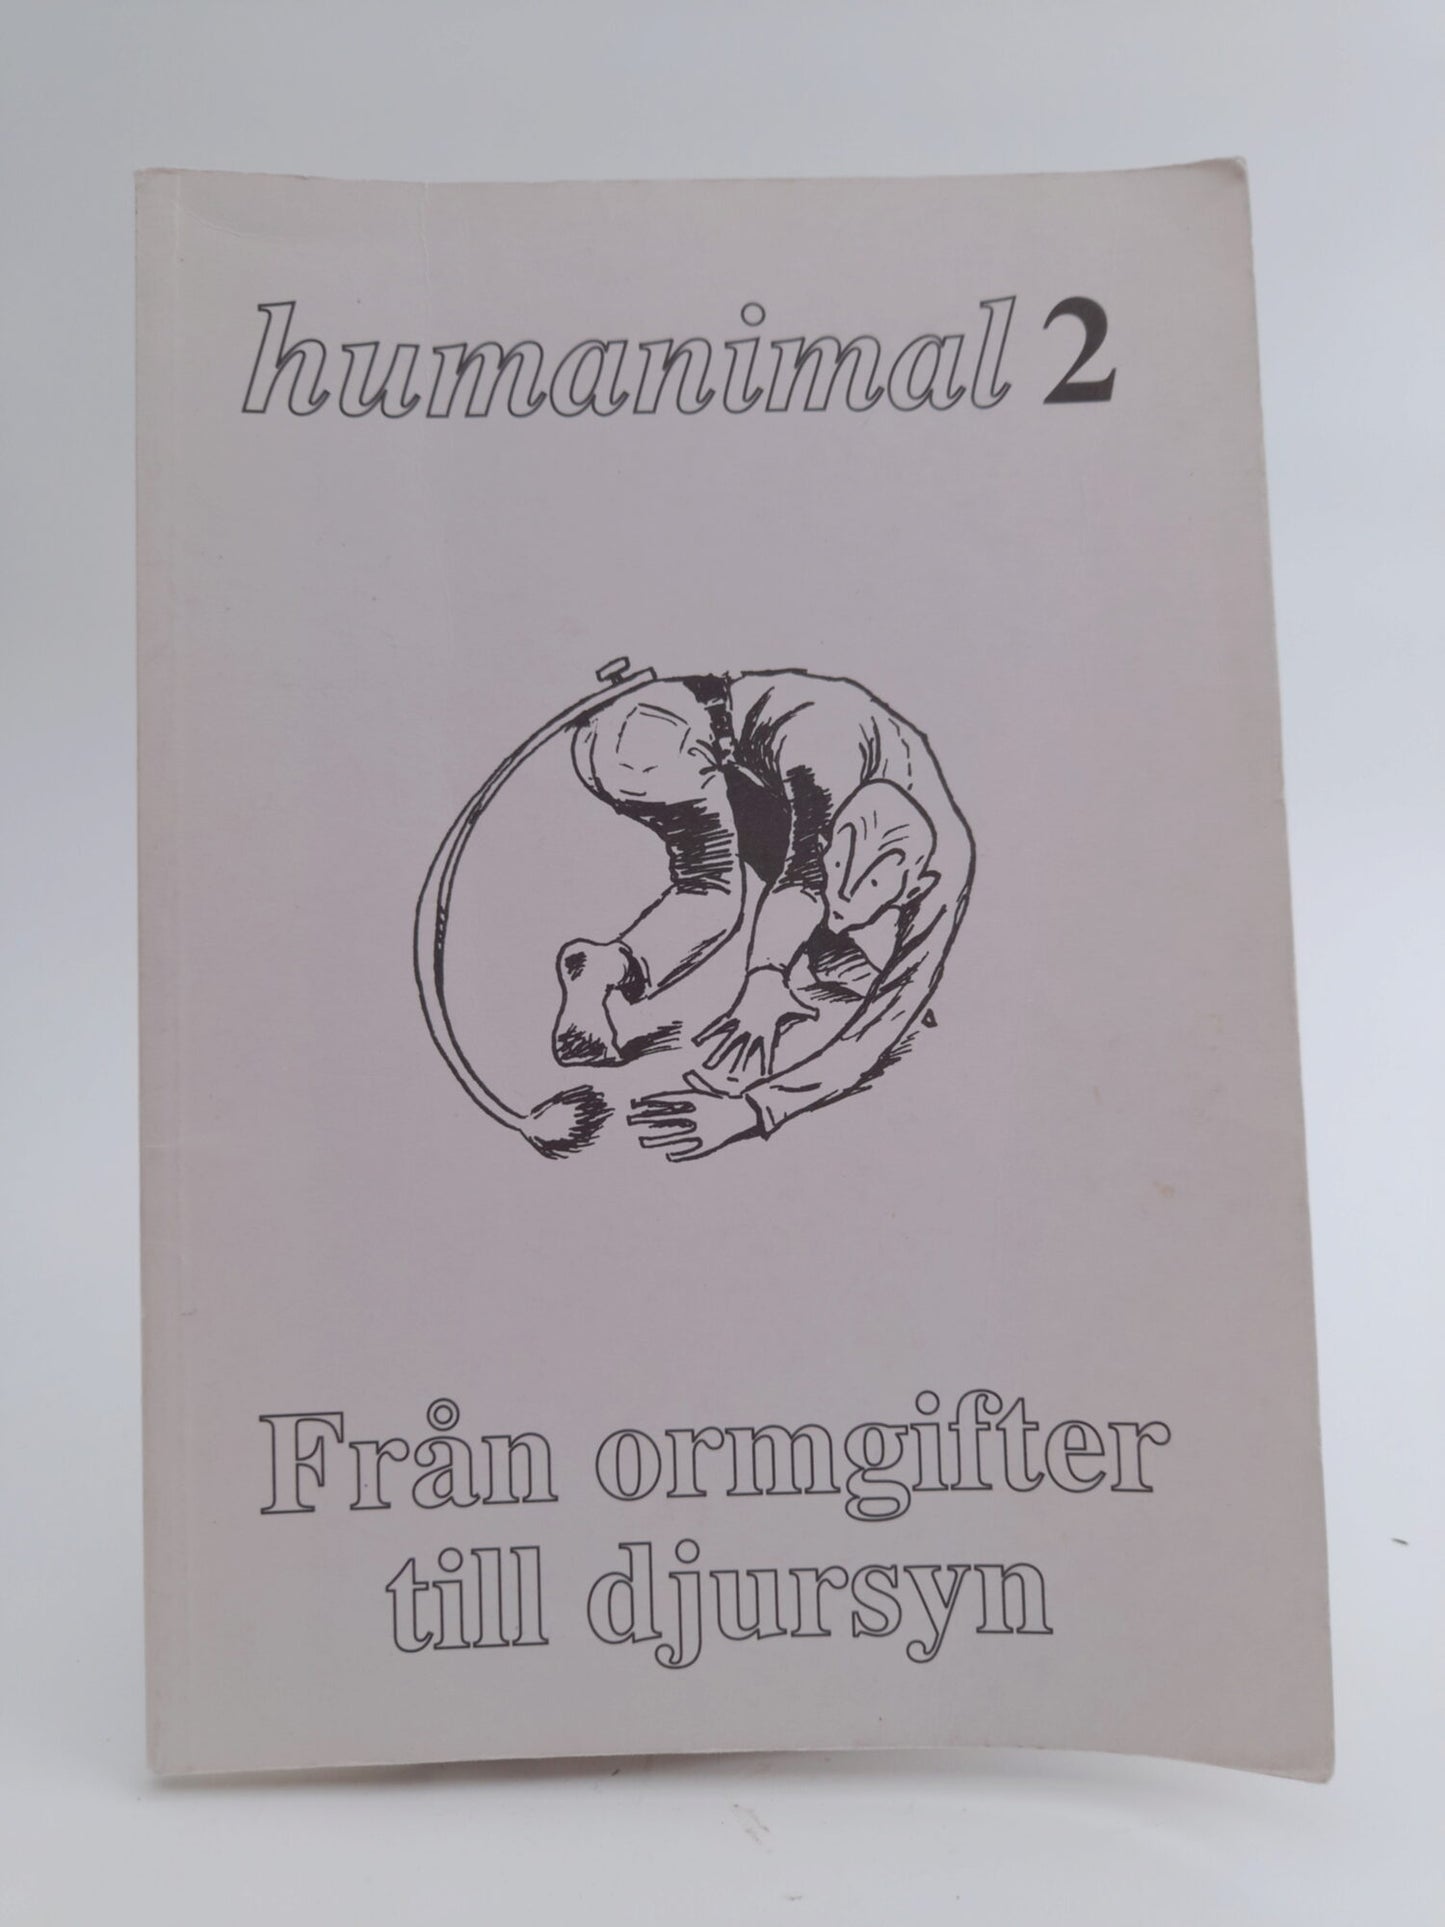 humanimal 2
Från ormgifter
till djursyn